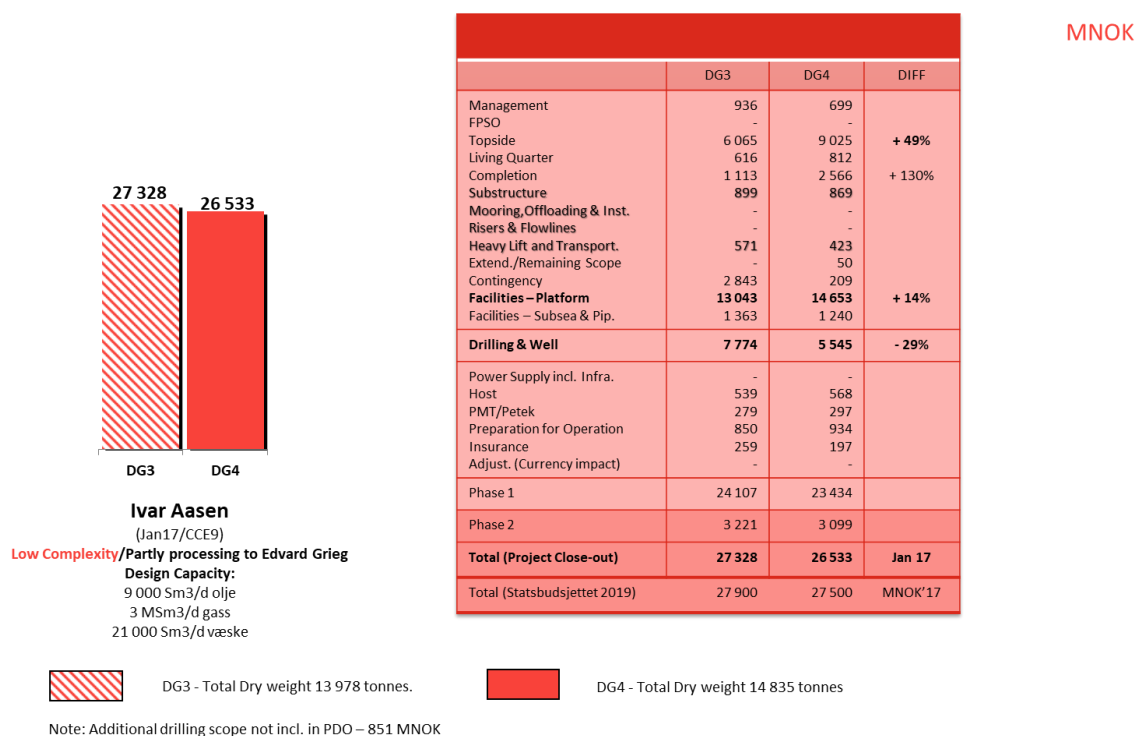 MNOK
DG3 DG4 DIFF
Management 936 699
FPSO - -
Topside 6 065 9 025 + 49%
Living Quarter 616 812
Completion 1 113 2 566 + 130%
Substructure 899 869
Mooring,Offloading & Inst. - -
Risers & Flowlines - -
Heavy Lift and Transport. 571 423
Extend./Remaining Scope - 50
Contingency 2 843 209
Facilities – Platform 13 043 14 653 + 14%
Facilities – Subsea & Pip. 1 363 1 240
Drilling & Well 7 774 5 545 - 29%
Power Supply incl. Infra. - -
Host 539 568
PMT/Petek 279 297
Preparation for Operation 850 934
Insurance 259 197
Adjust. (Currency impact) - -
Phase 1 24 107 23 434
Phase 2 3 221 3 099
Total (Project Close-out) 27 328 26 533 Jan 17
Total (Statsbudsjettet 2019) 27 900 27 500 MNOK’17
27 328
26 533
DG3 DG4
Ivar Aasen
(Jan17/CCE9)
Low Complexity/Partly processing to Edvard Grieg
Design Capacity:
9 000 Sm3/d olje
3 MSm3/d gass
21 000 Sm3/d væske
DG3 - Total Dry weight 13 978 tonnes.
DG4 - Total Dry weight 14 835 tonnes
Note: Additional drilling scope not incl. in PDO – 851 MNOK